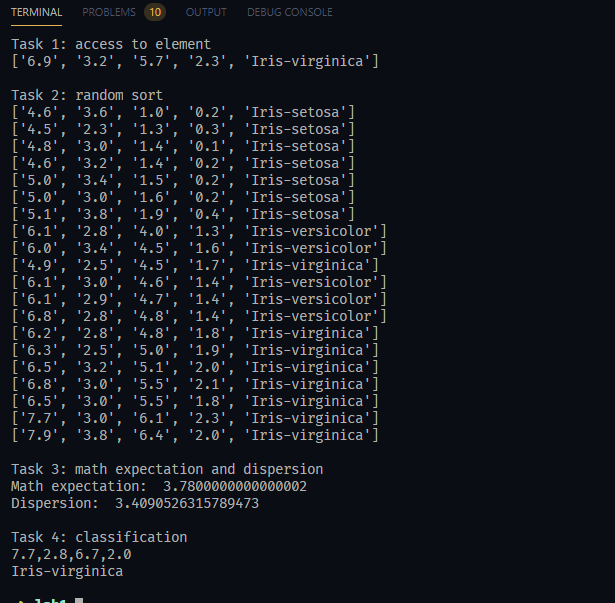 TERMINAL PROBLEMS 10 OUTPUT DEBUG CONSOLE
Task 1: access to element
['6.9', '3.2', '5.7', '2.3', 'Iris-virginica']
Task 2: random sort
['4.6', '3.6', '1.0', '0.2', 'Iris-setosa']
['4.5', '2.3', '1.3', '0.3', 'Iris-setosa']
['4.8', '3.0', '1.4', '0.1', 'Iris-setosa']
['4.6', '3.2', '1.4', '0.2', 'Iris-setosa']
['5.0', '3.4', '1.5', '0.2', 'Iris-setosa']
['5.0', '3.0', '1.6', '0.2', 'Iris-setosa']
['5.1', '3.8', '1.9', '0.4', 'Iris-setosa']
['6.1', '2.8', '4.0', '1.3', 'Iris-versicolor']
['6.0', '3.4', '4.5', '1.6', 'Iris-versicolor']
['4.9', '2.5', '4.5', '1.7', 'Iris-virginica']
['6.1', '3.0', '4.6', '1.4', 'Iris-versicolor']
['6.1', '2.9', '4.7', '1.4', 'Iris-versicolor']
['6.8', '2.8', '4.8', '1.4', 'Iris-versicolor']
['6.2', '2.8', '4.8', '1.8', 'Iris-virginica']
['6.3', '2.5', '5.0', '1.9', 'Iris-virginica']
['6.5', '3.2', '5.1', '2.0', 'Iris-virginica']
['6.8', '3.0', '5.5', '2.1', 'Iris-virginica']
['6.5', '3.0', '5.5', '1.8', 'Iris-virginica']
['7.7', '3.0', '6.1', '2.3', 'Iris-virginica']
['7.9', '3.8', '6.4', '2.0', 'Iris-virginica']
Task 3: math expectation and dispersion
Math expectation:  3.7800000000000002
Dispersion:  3.4090526315789473
Task 4: classification
7.7,2.8,6.7,2.0
Iris-virginica